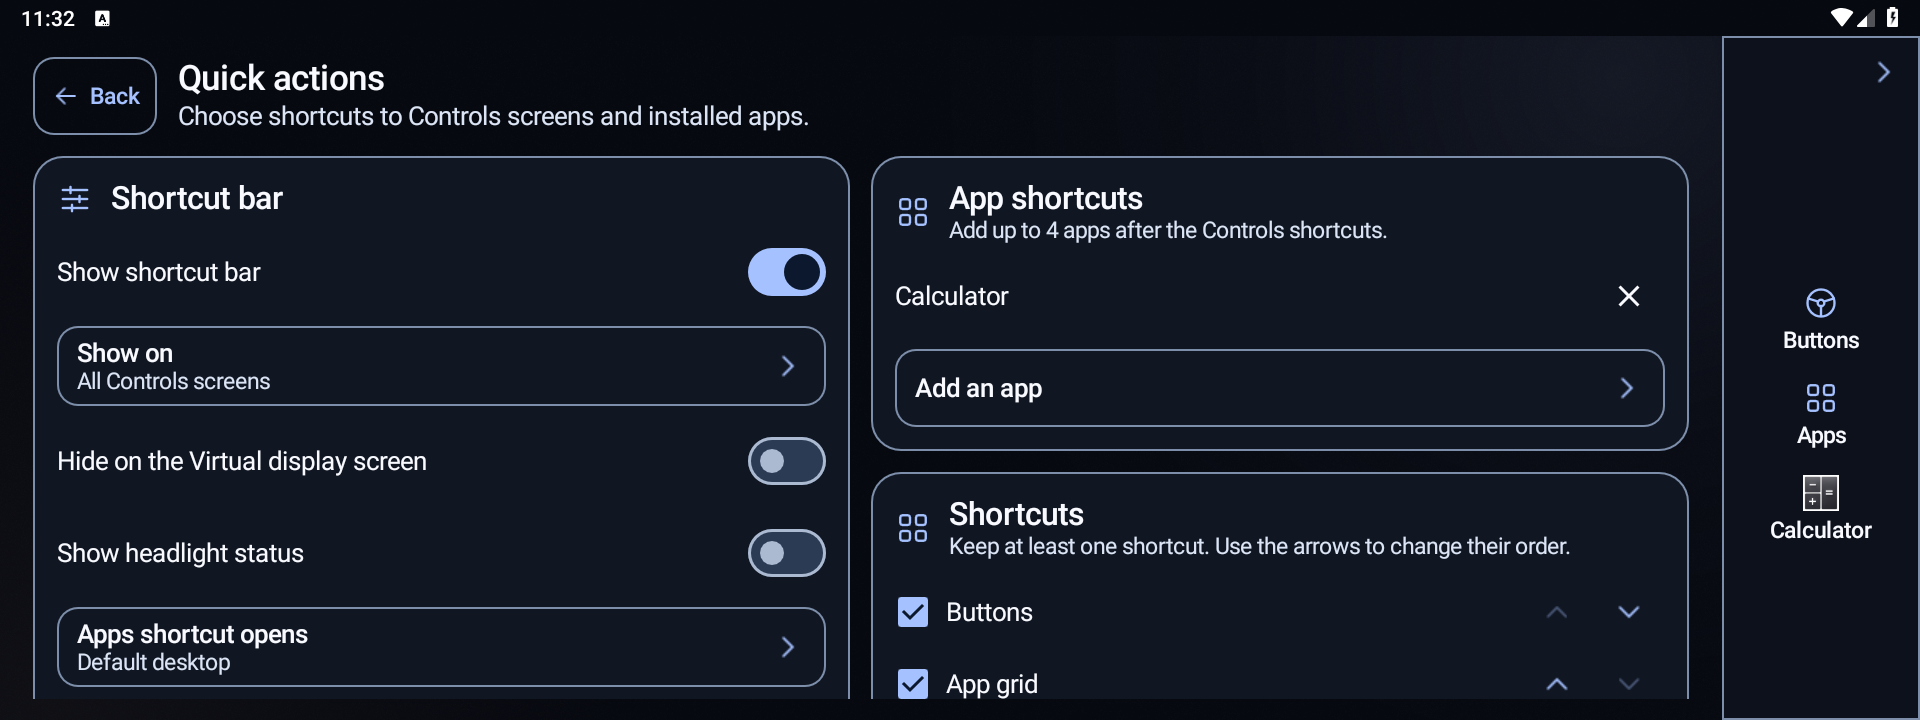 11:32
Back
Quick actions
Choose shortcuts to Controls screens and installed apps.
Shortcut bar
Show shortcut bar
Show on
All Controls screens
Hide on the Virtual display screen
Show headlight status
Apps shortcut opens
Default desktop
App shortcuts
Add up to 4 apps after the Controls shortcuts.
Calculator
Add an app
Shortcuts
Keep at least one shortcut. Use the arrows to change their order.
Buttons
App grid
Buttons
Apps
Calculator